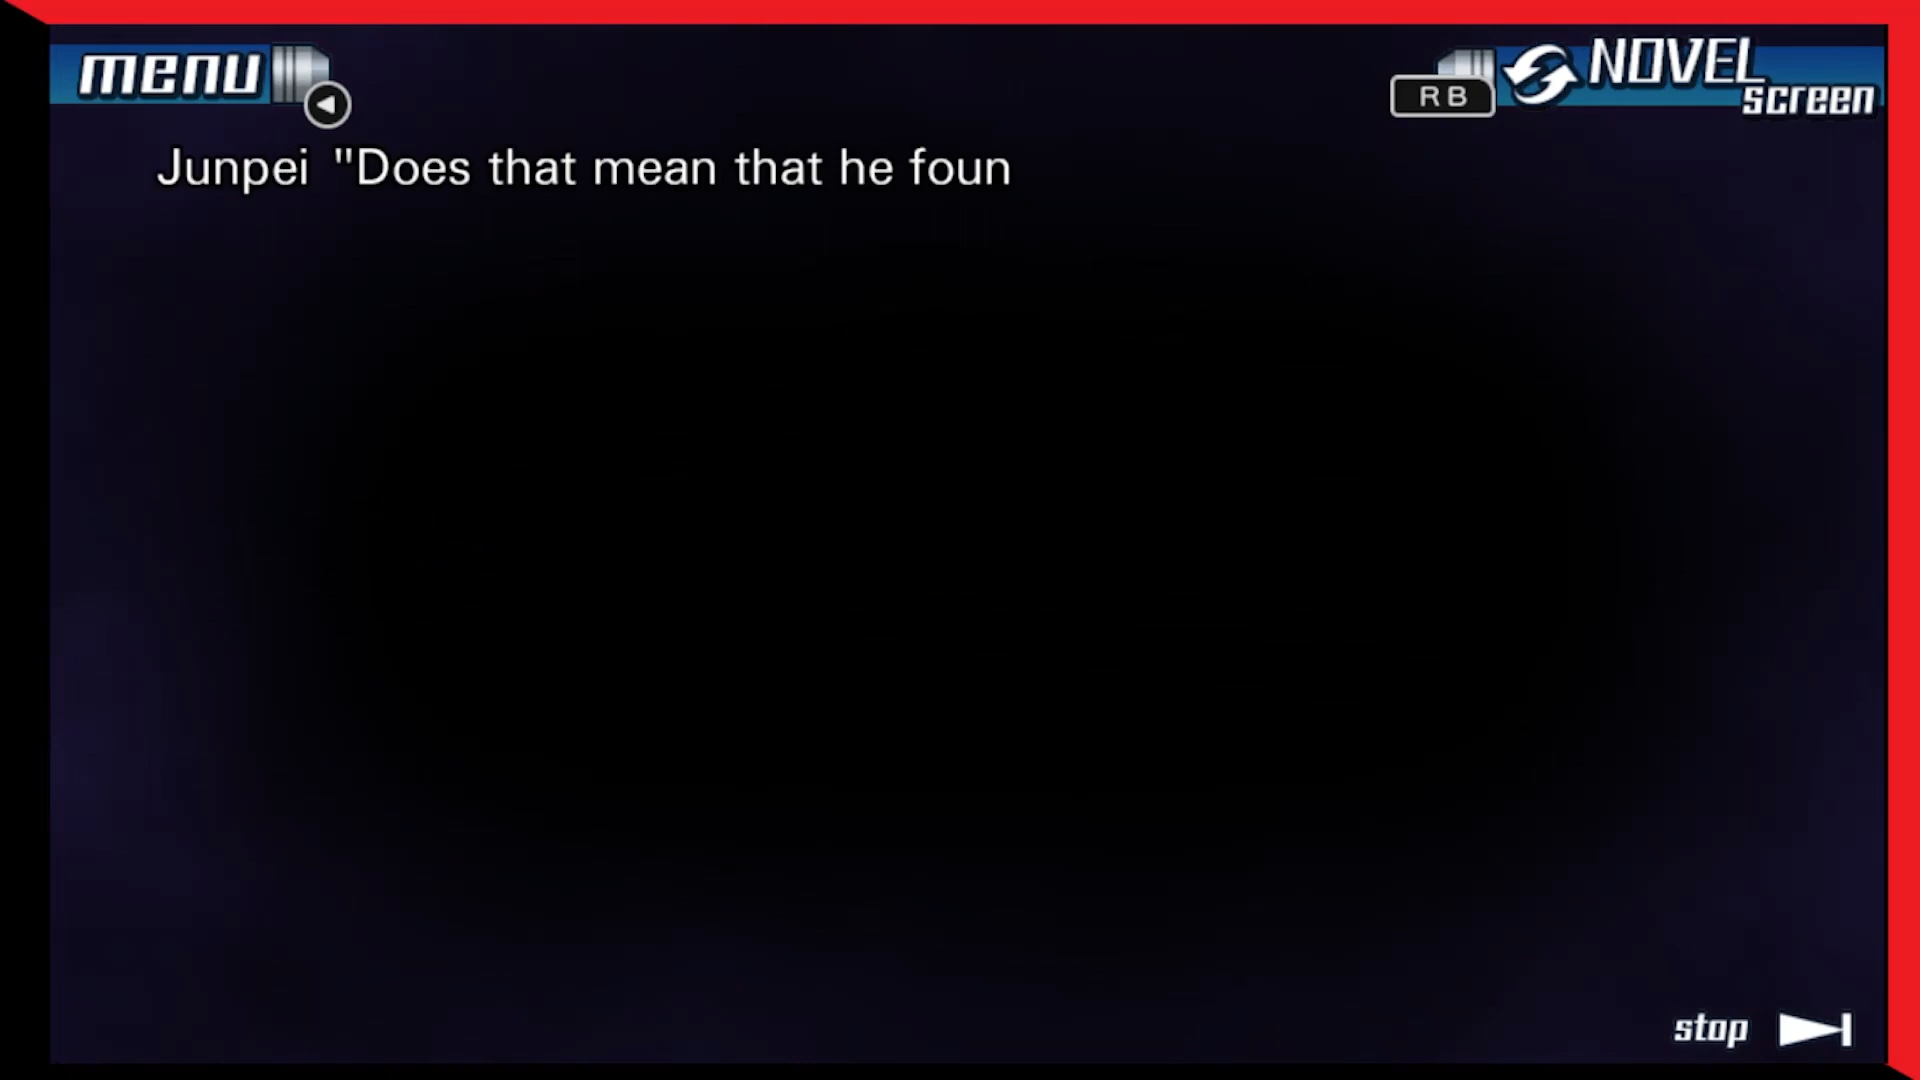 menu
RB
NOVEL
screen
Junpei "Does that mean that he foun
stop